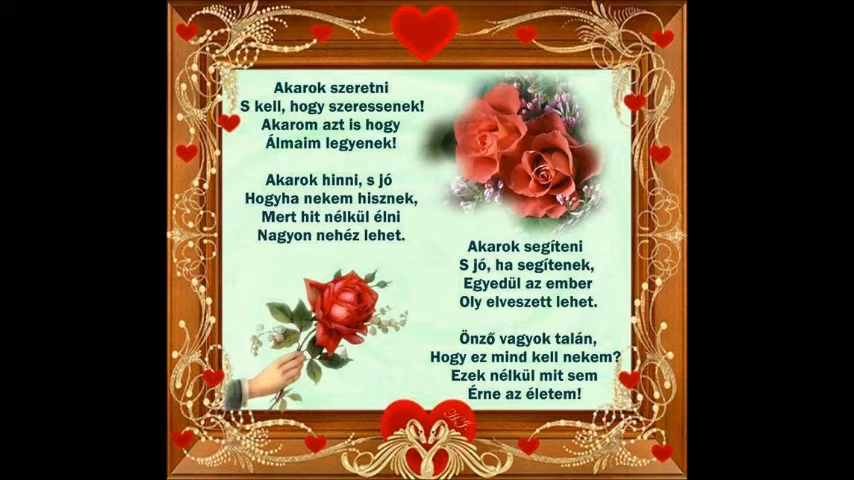 Akarok szeretni
S kell, hogy szeressenek!
Akarom azt is hogy
Álmaim legyenek!
Akarok hinni, s jó
Hogyha nekem hisznek,
Mert hit nélkül élni
Nagyon nehéz lehet.
Akarok segíteni
S jó, ha segítenek,
Egyedül az ember
Oly elveszett lehet.
Önző vagyok talán,
Hogy ez mind kell nekem?
Ezek nélkül mit sem
Érne az életem!